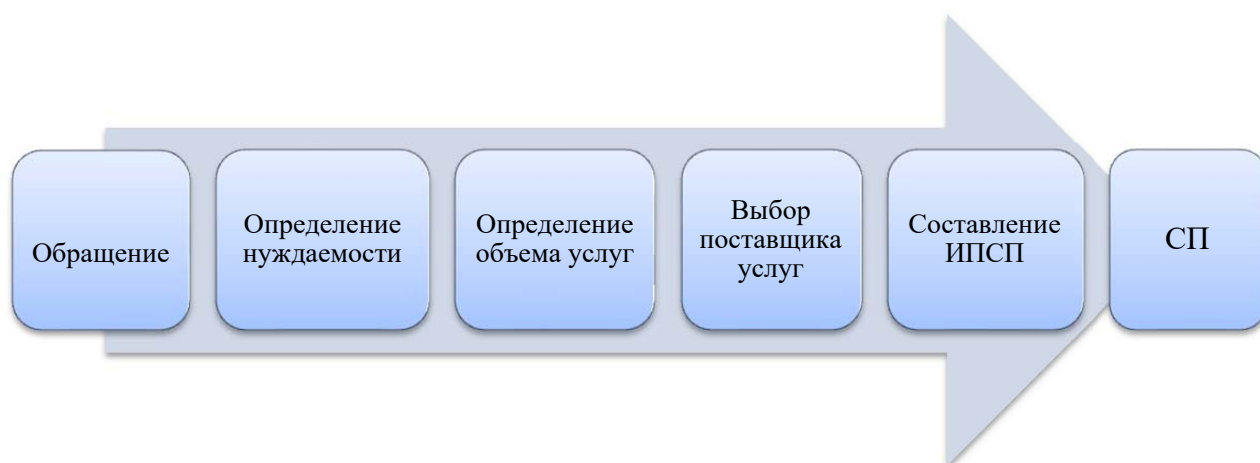 Обращение
Определение
нуждаемости
Определение
объема услуг
Выбор
поставщика
услуг
Составление
ИПСП
СП